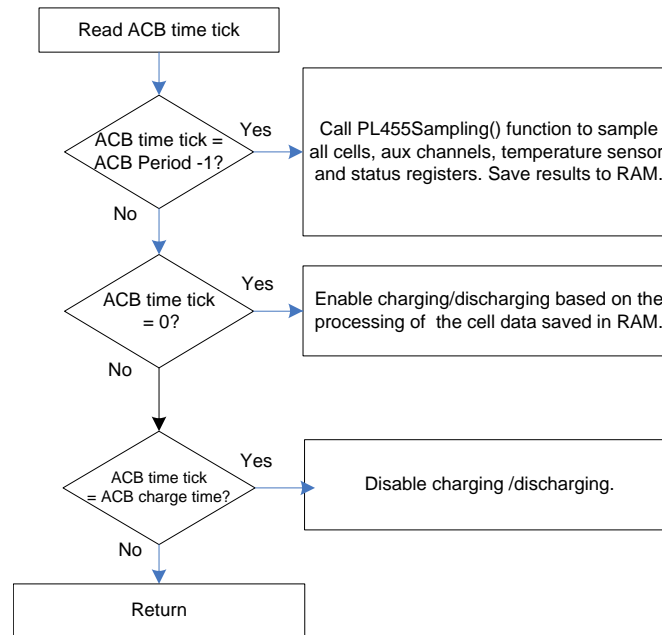 Read ACB time tick
ACB time tick =
ACB Period -1?
Yes
Call PL455Sampling() function to sample
all cells, aux channels, temperature sensor
and status registers. Save results to RAM.
No
ACB time tick
= 0?
Yes
Enable charging/discharging based on the
processing of  the cell data saved in RAM.
No
ACB time tick
= ACB charge time?
Yes
Disable charging /discharging.
No
Return